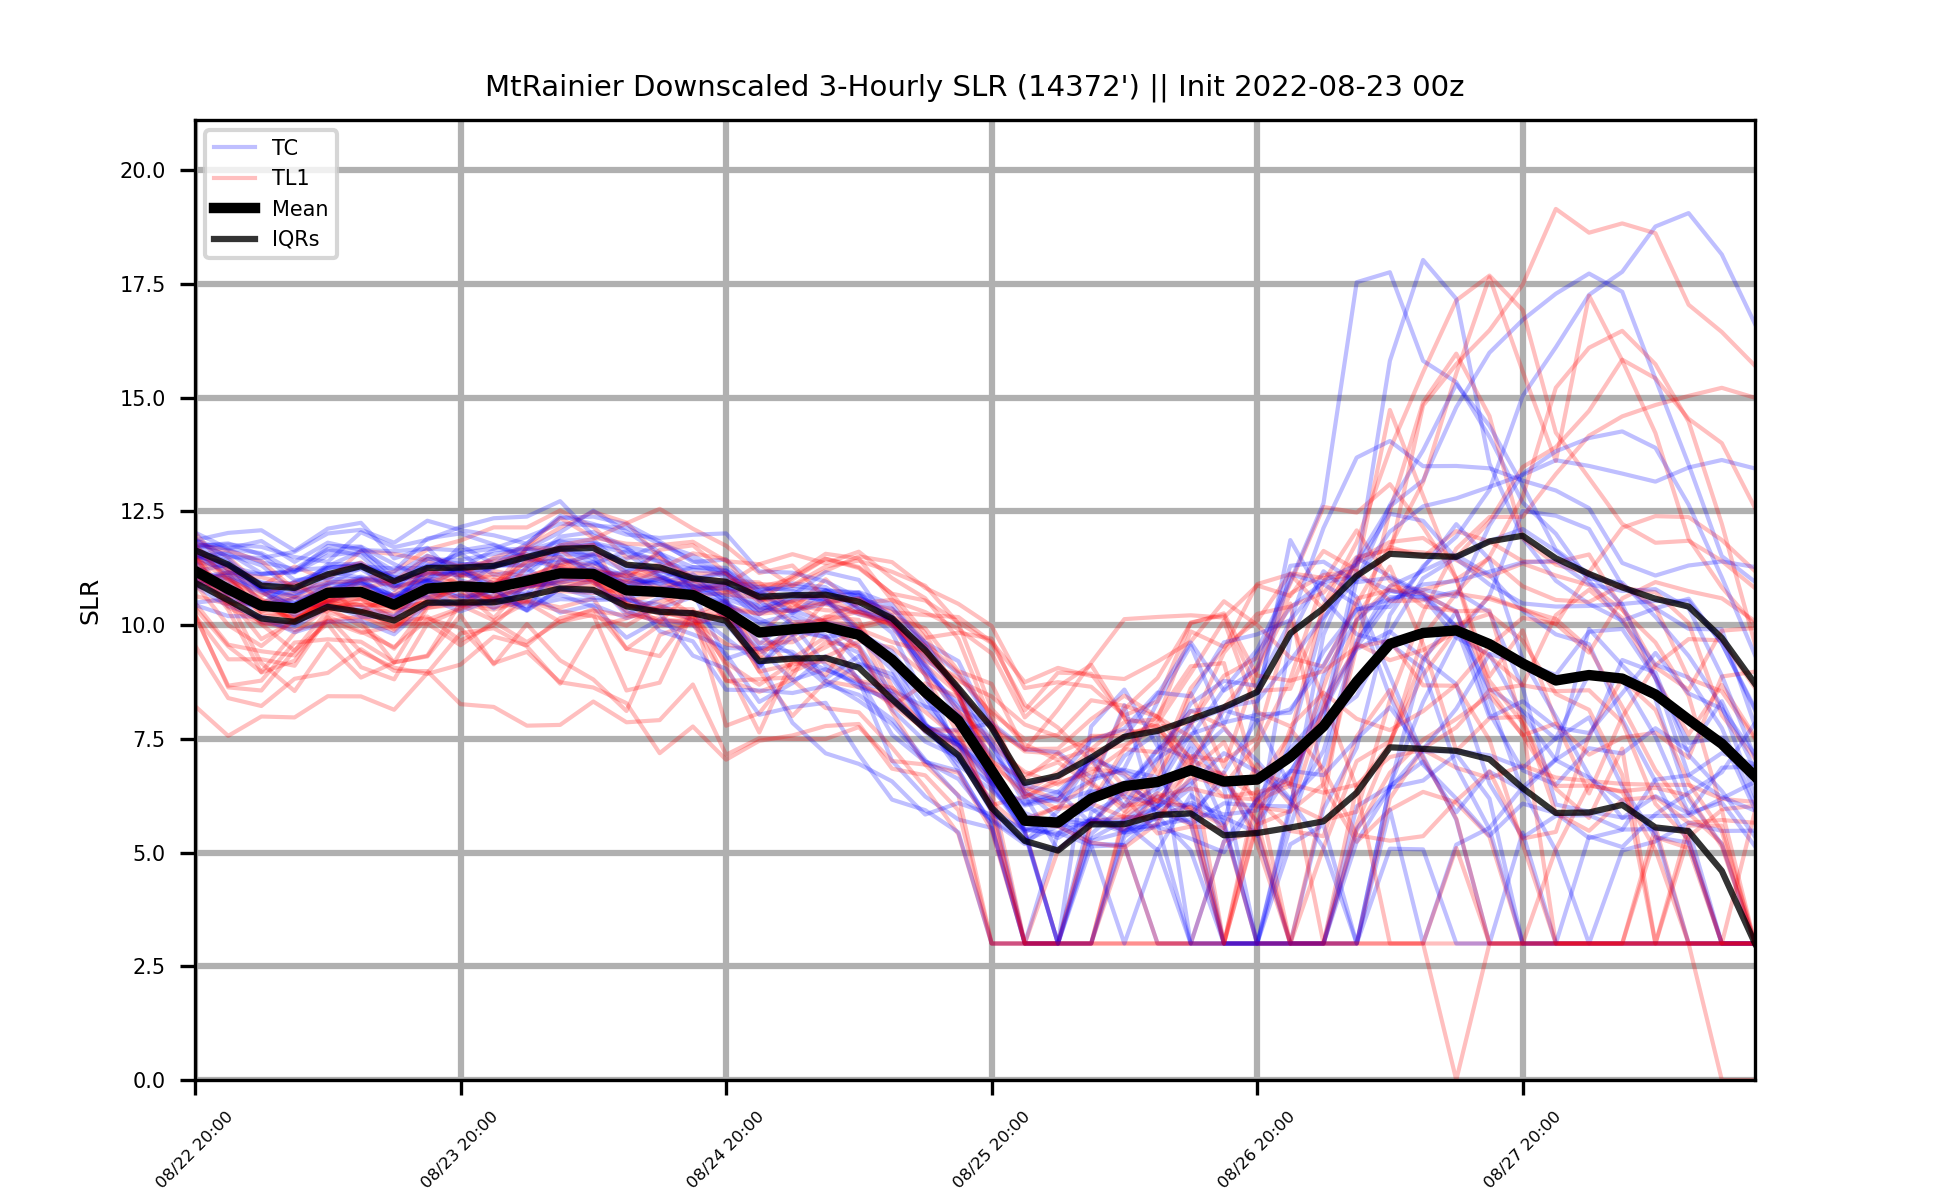 MtRainier Downscaled 3-Hourly SLR (14372') || Init 2022-08-23 00z
TC
TL1
Mean
IQRs
SLR
20.0
17.5
15.0
12.5
10.0
7.5
5.0
2.5
0.0
08/22 20:00
08/23 20:00
08/24 20:00
08/25 20:00
08/26 20:00
08/27 20:00